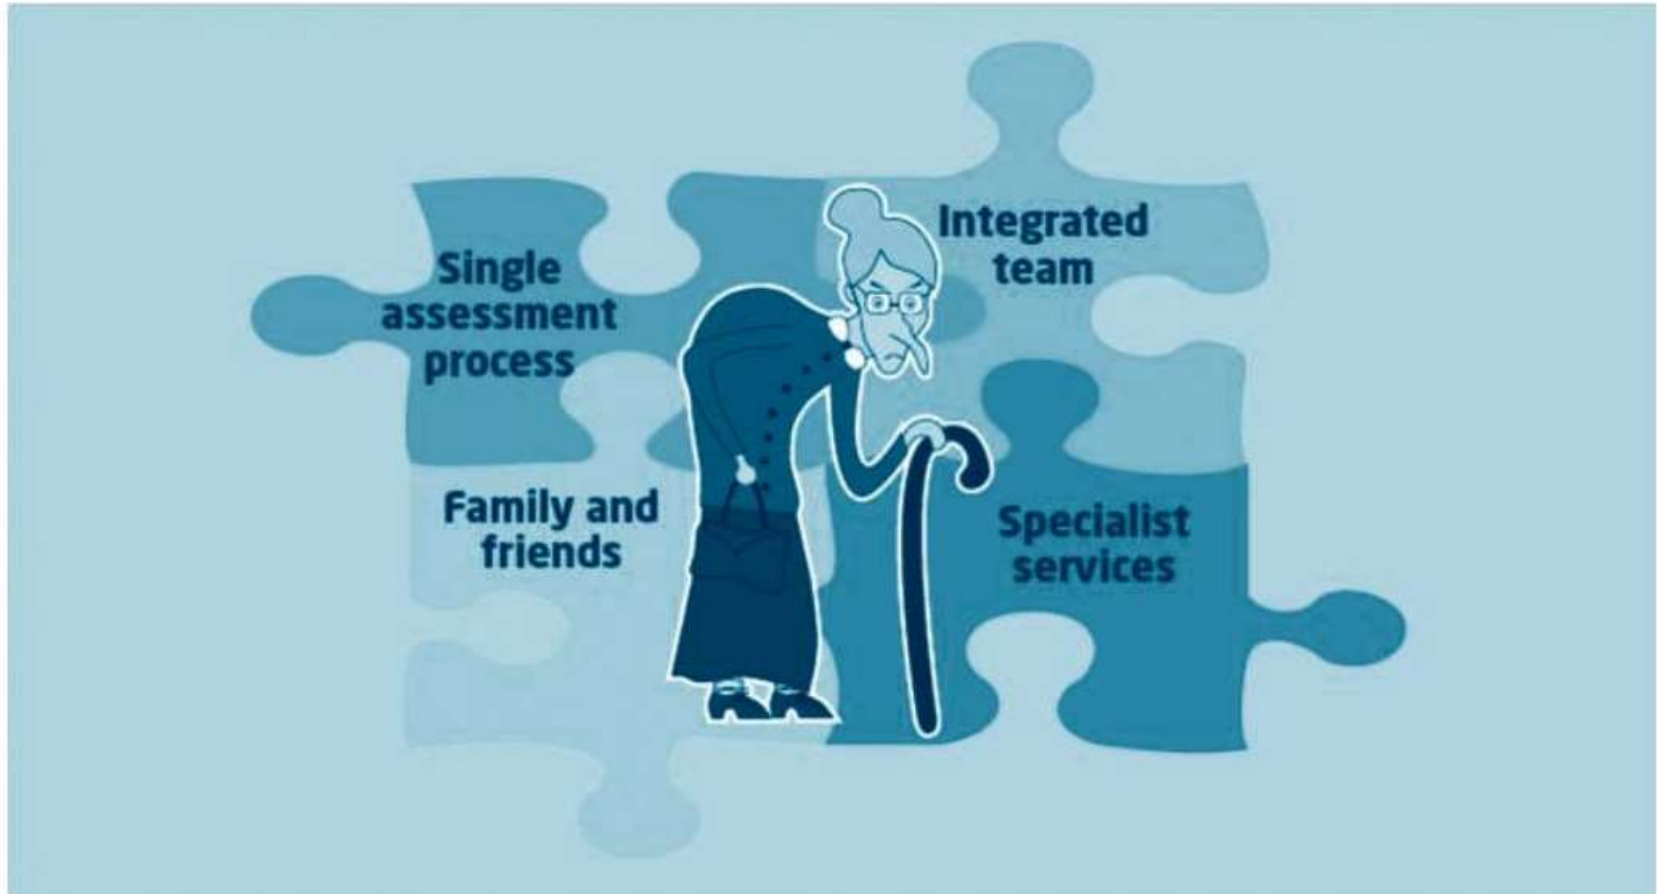 Single
assessment
process
Integrated
team
Family and
friends
Specialist
services